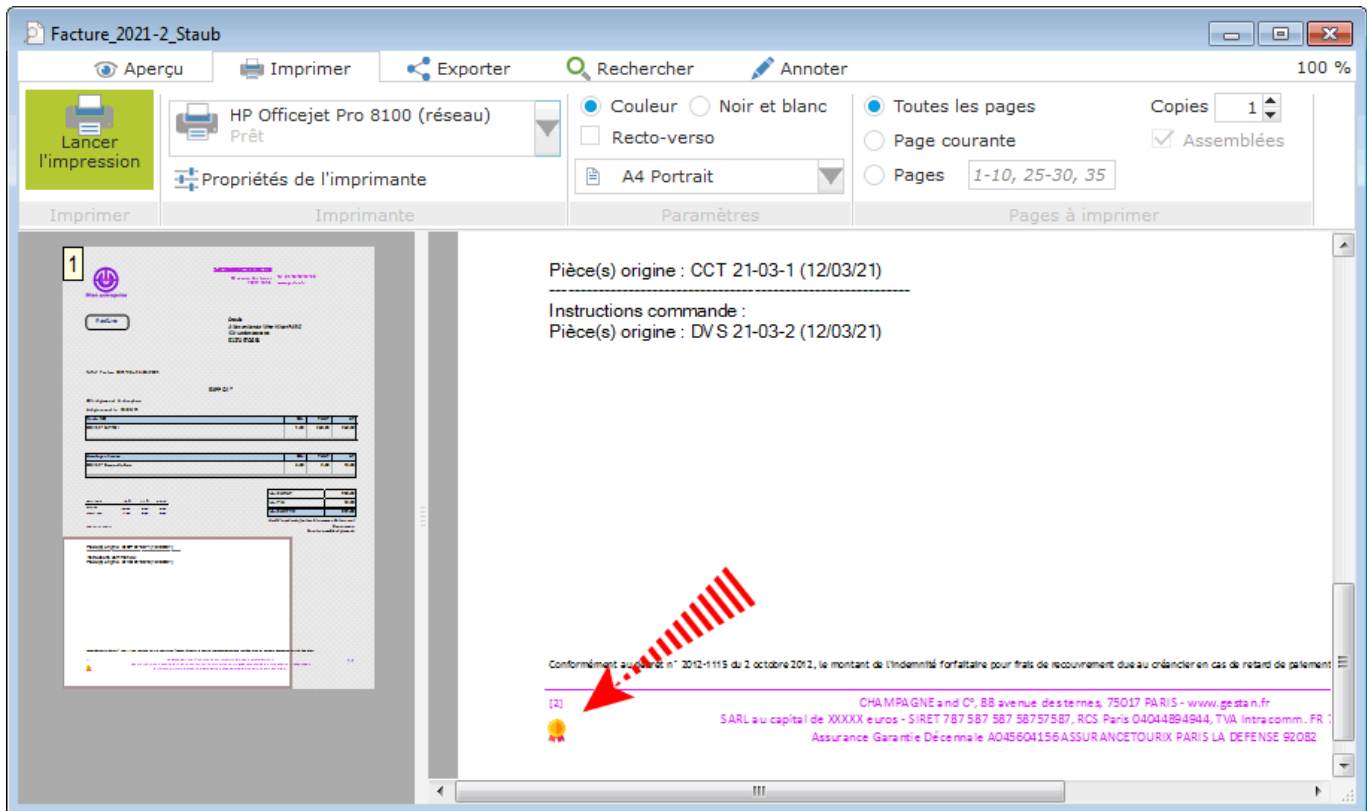 Facture_2021-2_Staub
Aperçu Imprimer Exporter Rechercher Annoter 100 %
Lancer l'impression
HP Officejet Pro 8100 (réseau)
Prêt
Propriétés de l'imprimante
Couleur Noir et blanc
Recto-verso
A4 Portrait
Toutes les pages
Page courante
Pages 1-10, 25-30, 35
Copies 1
Assemblées
Imprimer Imprimante Paramètres Pages à imprimer
1
Facture
Pièce(s) origine : CCT 21-03-1 (12/03/21)
Instructions commande :
Pièce(s) origine : DVS 21-03-2 (12/03/21)
Conformément au décret n° 2012-1115 du 2 octobre 2012, le montant de l'indemnité forfaitaire pour frais de recouvrement due au créancier en cas de retard de paiement
[2]
CHAMPAGNE and C°, 88 avenue des ternes, 75017 PARIS - www.gestan.fr
SARL au capital de XXXXX euros - SIRET 787 587 587 58757587, RCS Paris 04044894944, TVA Intracomm. FR
Assurance Garantie Décennale A045604156 ASSURANCETOURIX PARIS LA DEFENSE 92082